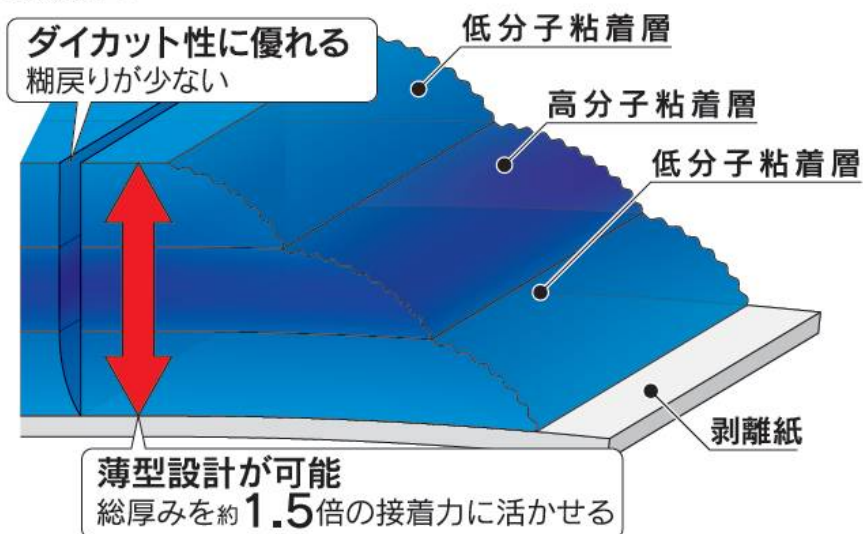 ダイカット性に優れる
糊戻りが少ない
低分子粘着層
高分子粘着層
低分子粘着層
剥離紙
薄型設計が可能
総厚みを約1.5倍の接着力に活かせる